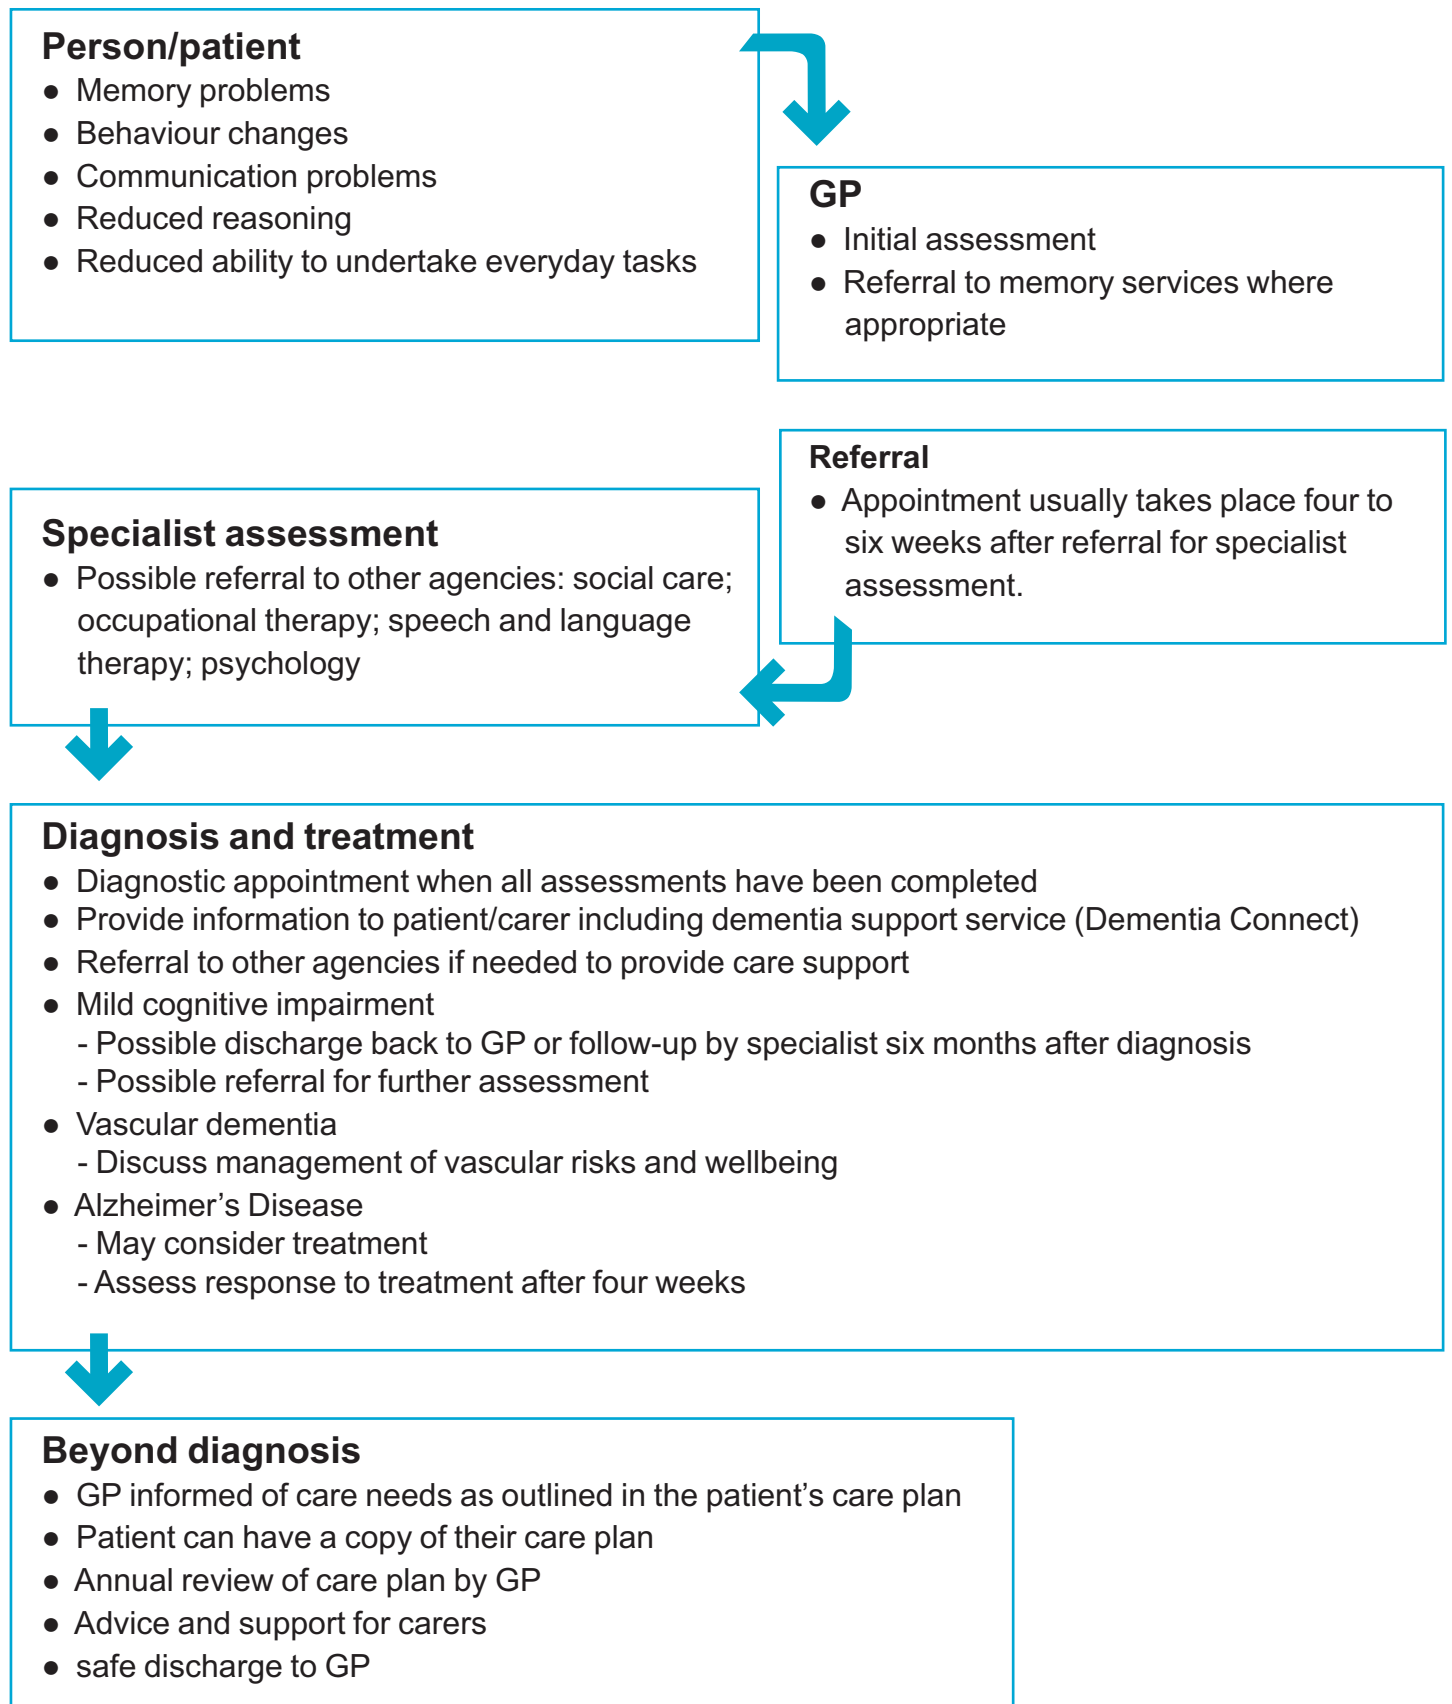 Person/patient
● Memory problems
● Behaviour changes
● Communication problems
● Reduced reasoning
● Reduced ability to undertake everyday tasks
GP
● Initial assessment
● Referral to memory services where
appropriate
Referral
● Appointment usually takes place four to
six weeks after referral for specialist
assessment.
Specialist assessment
● Possible referral to other agencies: social care;
occupational therapy; speech and language
therapy; psychology
Diagnosis and treatment
● Diagnostic appointment when all assessments have been completed
● Provide information to patient/carer including dementia support service (Dementia Connect)
● Referral to other agencies if needed to provide care support
● Mild cognitive impairment
- Possible discharge back to GP or follow-up by specialist six months after diagnosis
- Possible referral for further assessment
● Vascular dementia
- Discuss management of vascular risks and wellbeing
● Alzheimer’s Disease
- May consider treatment
- Assess response to treatment after four weeks
Beyond diagnosis
● GP informed of care needs as outlined in the patient’s care plan
● Patient can have a copy of their care plan
● Annual review of care plan by GP
● Advice and support for carers
● safe discharge to GP